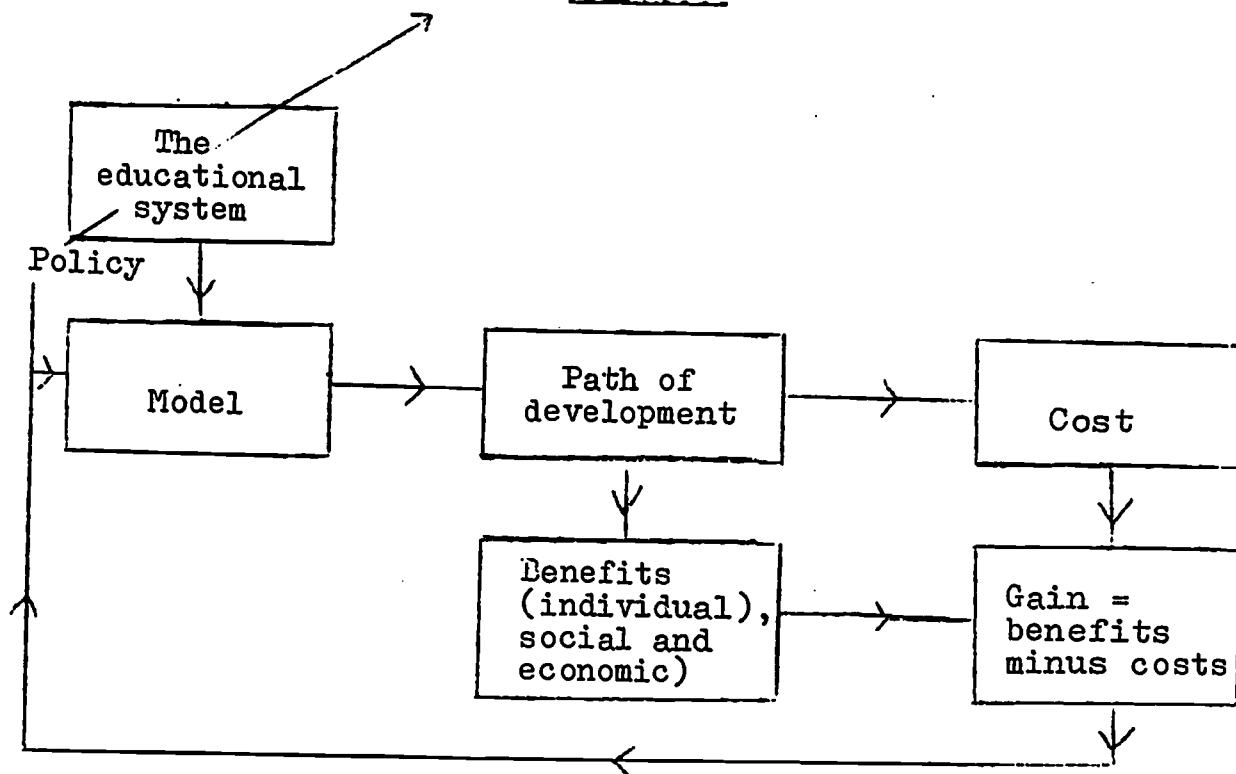 The
educational
system
Policy
Model
Path of
development
Cost
Benefits
(individual),
social and
economic)
Gain =
benefits
minus costs